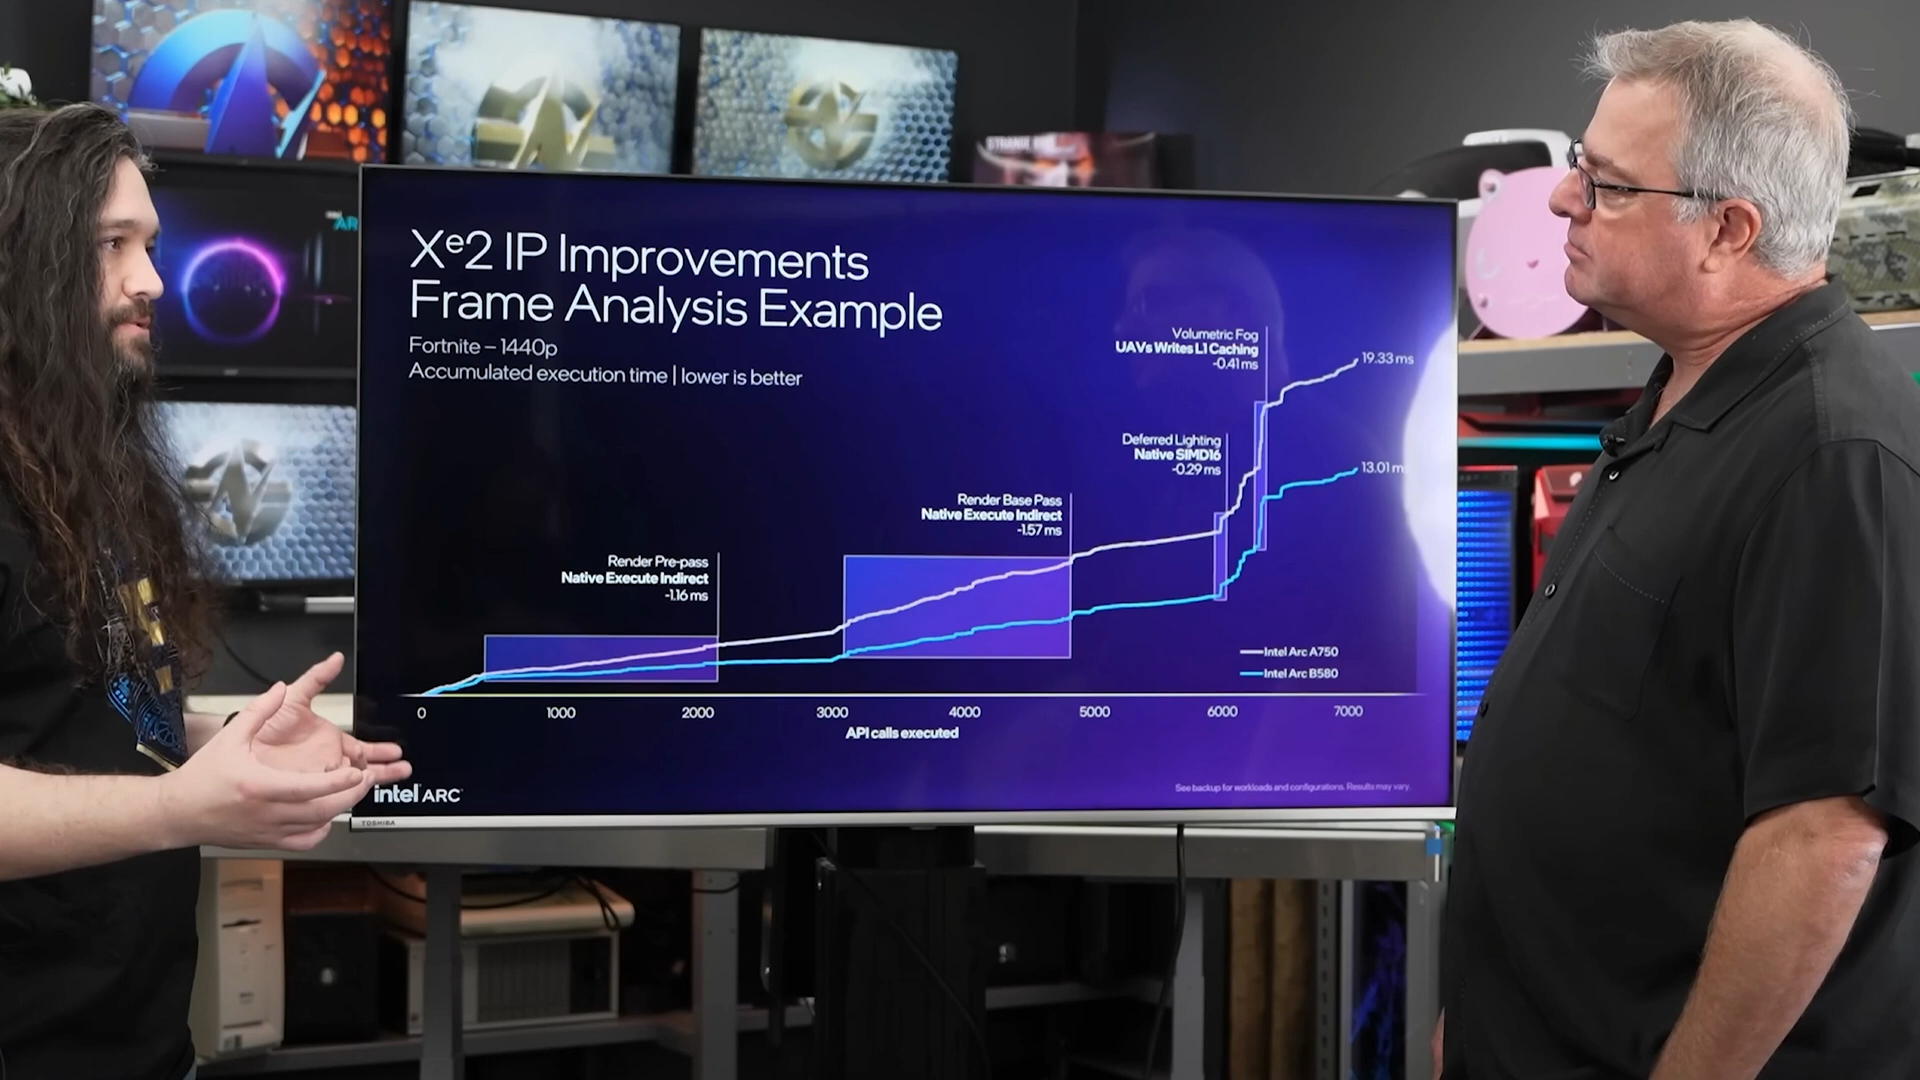 STRANGE
AR
Xe2 IP Improvements
Frame Analysis Example
Fortnite – 1440p
Accumulated execution time | lower is better
Volumetric Fog
UAVs Writes L1 Caching
-0.41 ms
19.33 ms
Deferred Lighting
Native SIMD16
-0.29 ms
13.01 m
Render Base Pass
Native Execute Indirect
-1.57 ms
Render Pre-pass
Native Execute Indirect
-1.16 ms
Intel Arc A750
Intel Arc B580
0 1000 2000 3000 4000 5000 6000 7000
API calls executed
intel ARC
See backup for workloads and configurations. Results may vary.
TOSHIBA